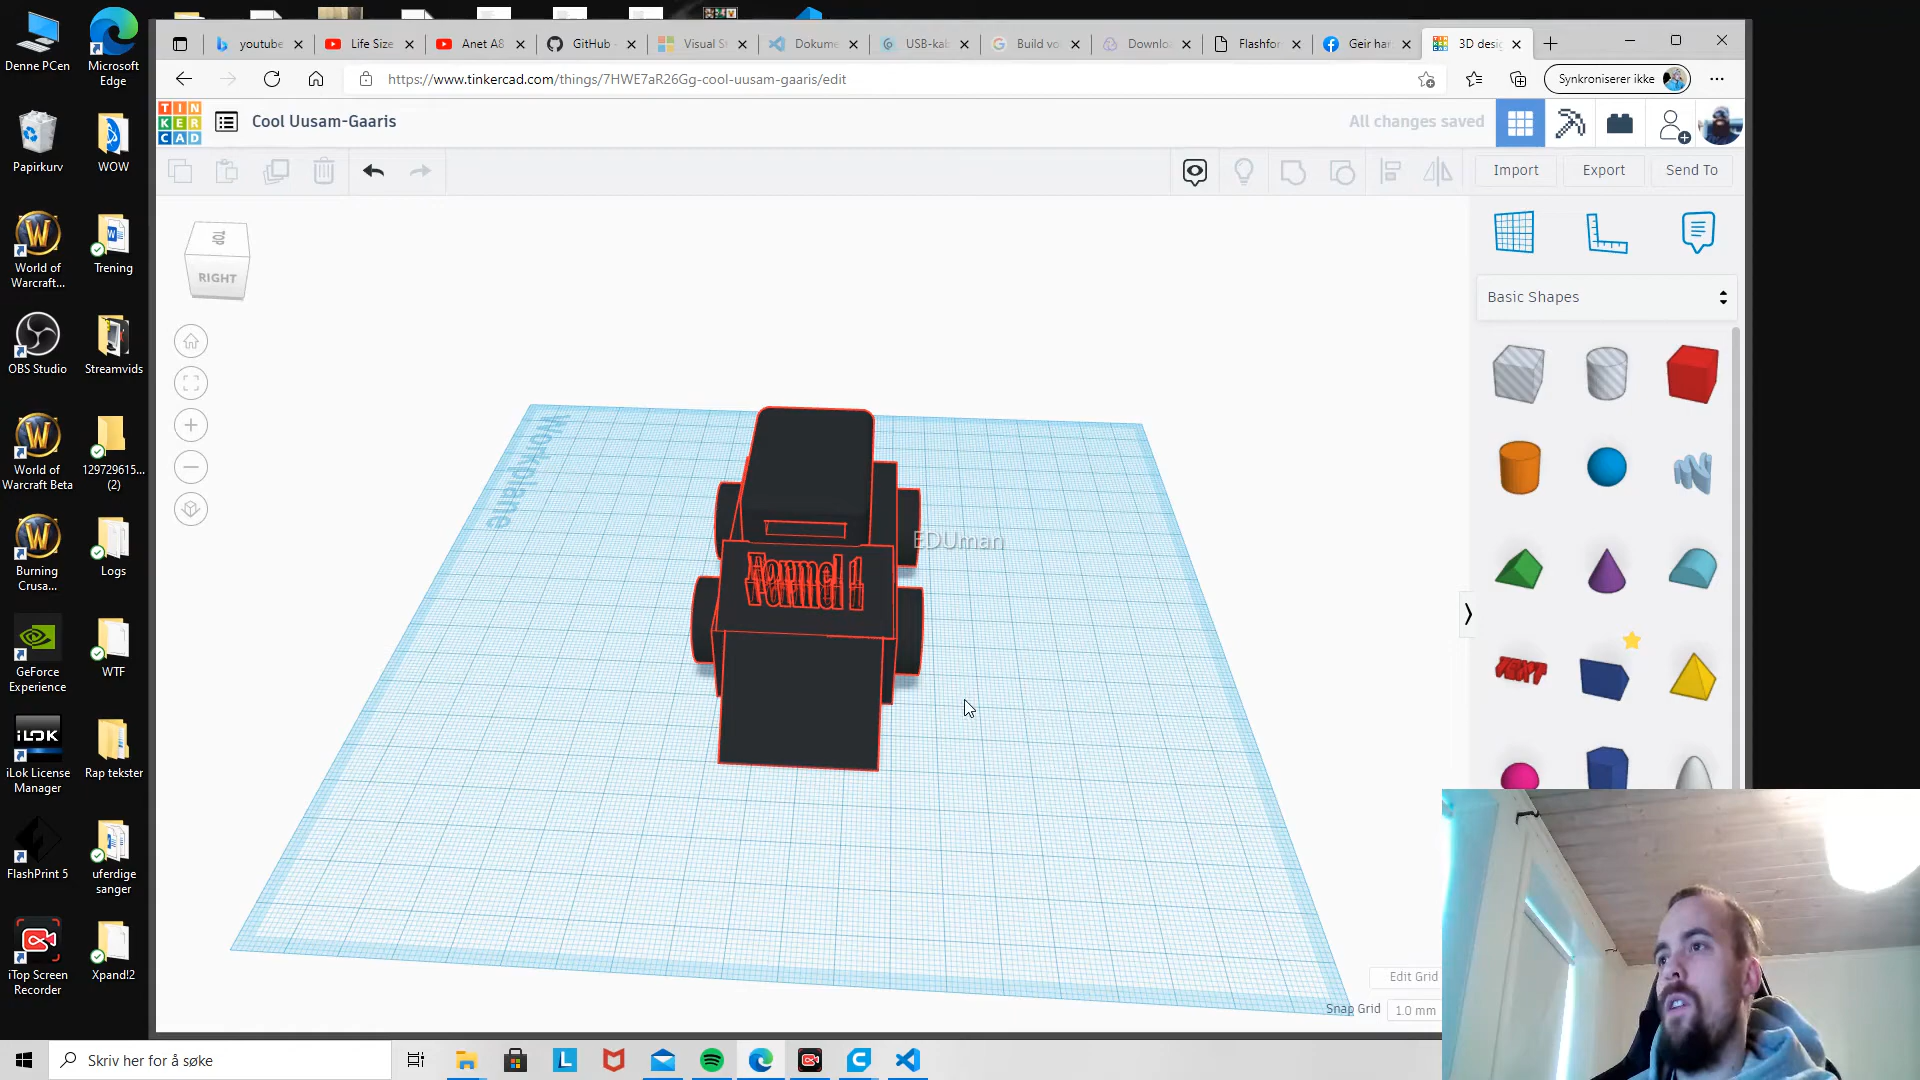 Denne PCen
Microsoft
Edge
Papirkurv
WOW
World of
Warcraft...
Trening
OBS Studio
Streamvids
World of
Warcraft Beta
129729615...
(2)
Burning
Crusa...
Logs
GeForce
Experience
WTF
iLOK
iLok License
Manager
Rap tekster
FlashPrint 5
uferdige
sanger
iTop Screen
Recorder
Xpand!2
youtube
Life Size
Anet A8
GitHub
Visual S
Dokume
USB-kab
Build vo
Downlo
Flashfor
Geir har
3D desig
https://www.tinkercad.com/things/7HWE7aR26Gg-cool-uusam-gaaris/edit
Synkroniserer ikke
TIN
KER
CAD
Cool Uusam-Gaaris
All changes saved
Import
Export
Send To
RIGHT
Basic Shapes
Workplane
Formel 1
EDUman
TEXT
Edit Grid
Snap Grid
1.0 mm
Skriv her for å søke